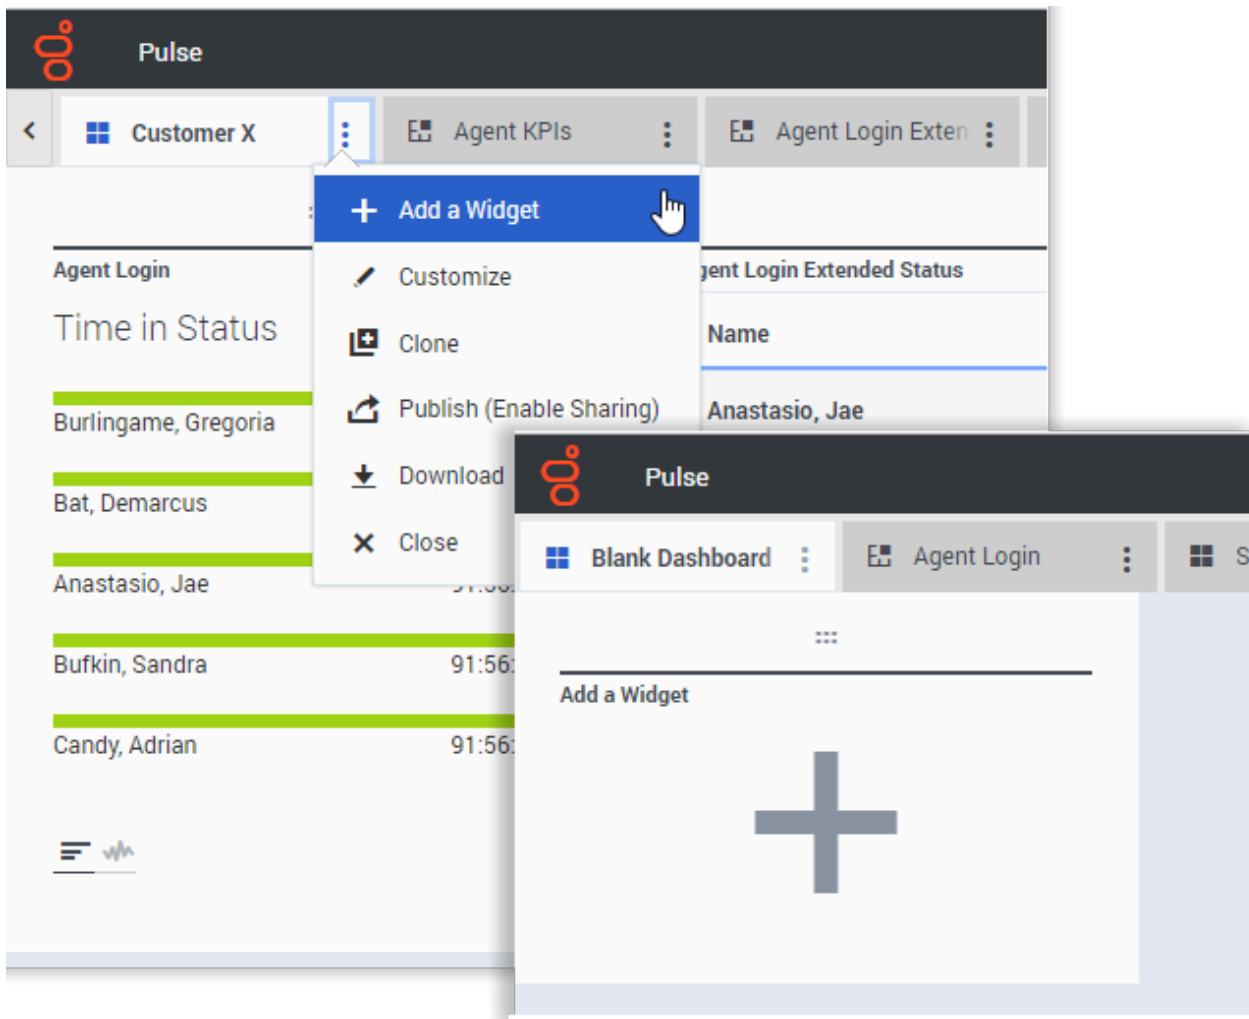 Pulse
Customer X
Agent KPIs
Agent Login Exten
Add a Widget
Agent Login
gent Login Extended Status
Customize
Time in Status
Name
Clone
Publish (Enable Sharing)
Anastasio, Jae
Burlingame, Gregoria
Download
Bat, Demarcus
Close
Anastasio, Jae
Bufkin, Sandra
91:56:
Candy, Adrian
91:56:
Pulse
Blank Dashboard
Agent Login
S
Add a Widget